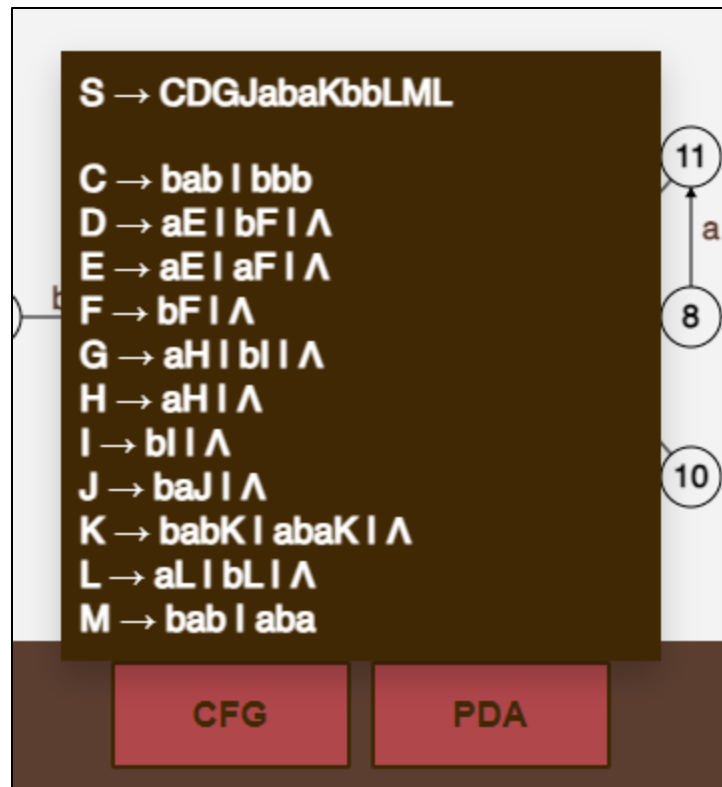 S → CDGJabaKbbLML
C → bab | bbb
D → aE | bF | Λ
E → aE | aF | Λ
F → bF | Λ
G → aH | bI | Λ
H → aH | Λ
I → bI | Λ
J → baJ | Λ
K → babK | abaK | Λ
L → aL | bL | Λ
M → bab | aba
11
a
8
10
CFG
PDA